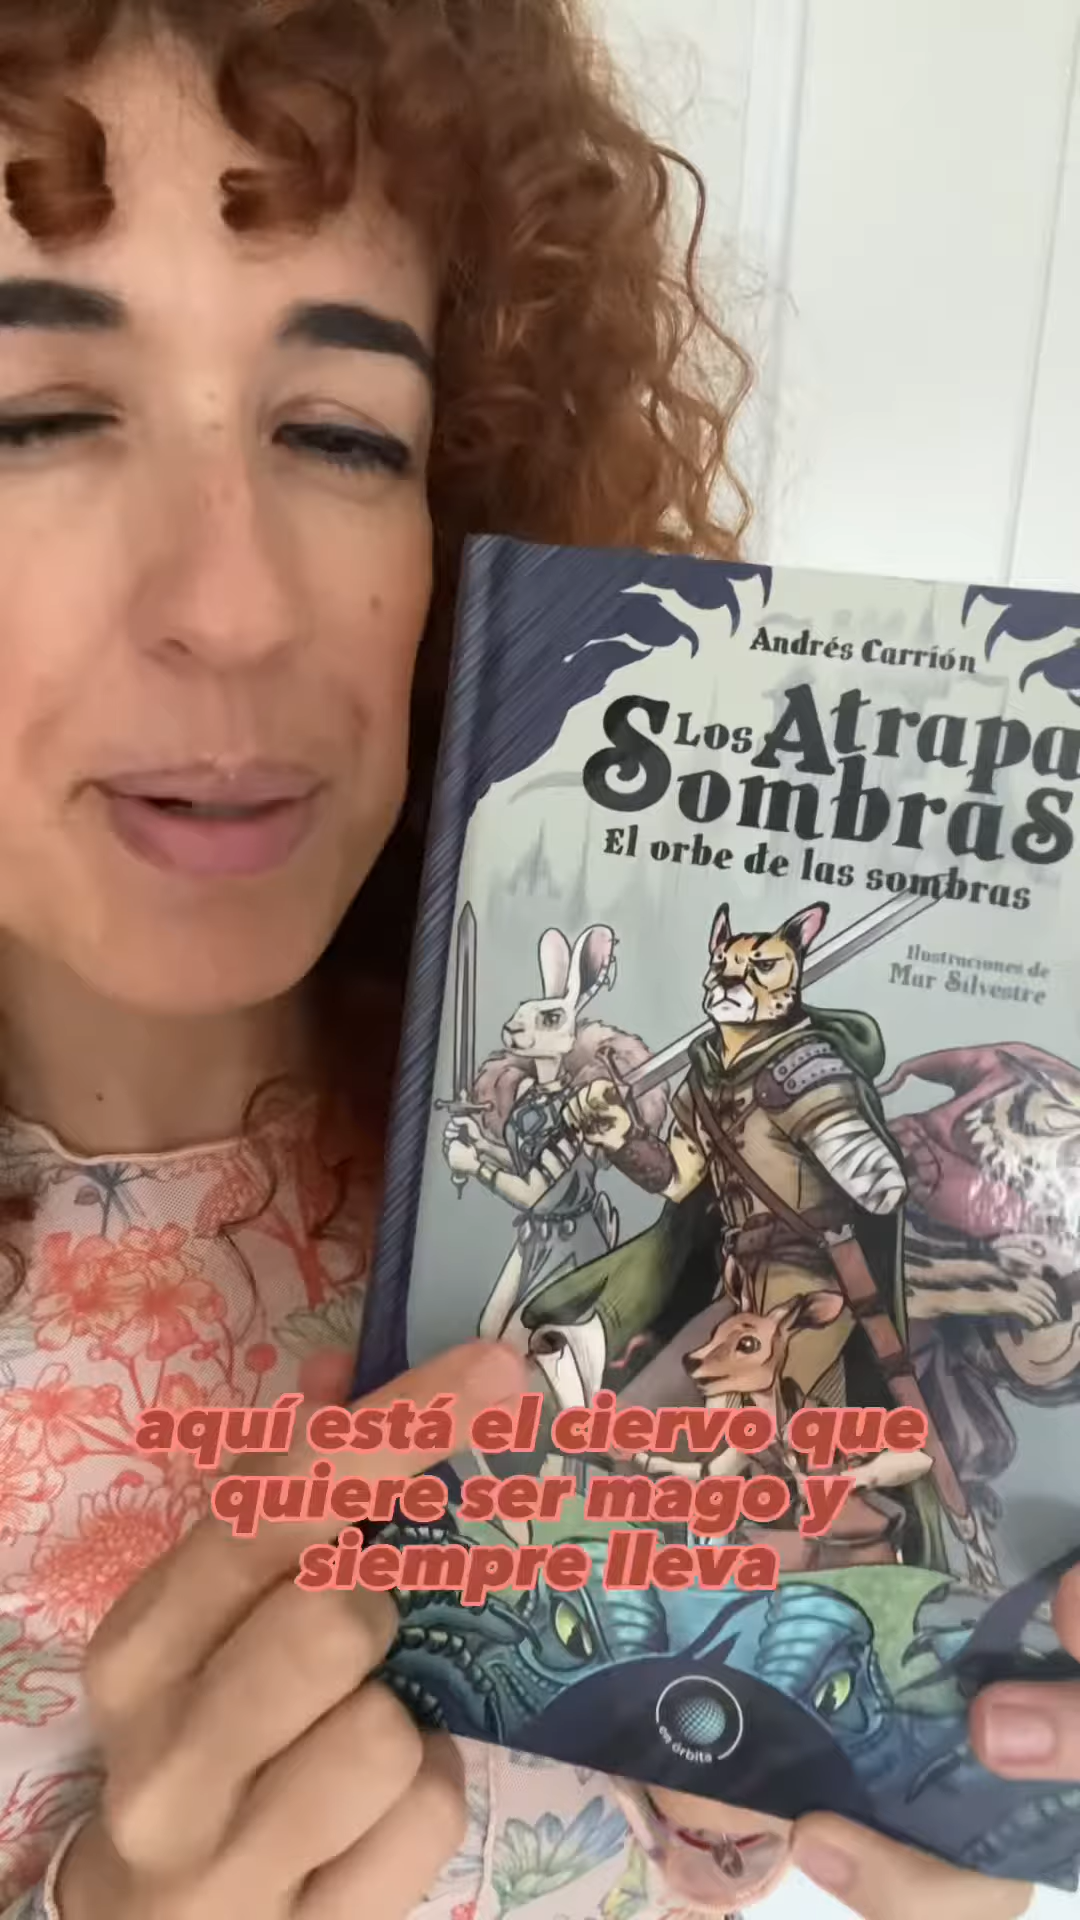 Andrés Carrión
Los Atrapa
Sombras
El orbe de las sombras
Ilustraciones de
Mar Silvestre
aquí está el ciervo que
quiere ser mago y
siempre lleva
en órbita